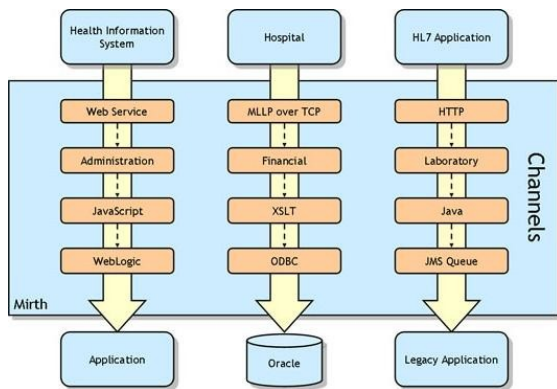 Health Information
System
Hospital
HL7 Application
Web Service
MLLP over TCP
HTTP
Administration
Financial
Laboratory
JavaScript
XSLT
Java
WebLogic
ODBC
JMS Queue
Channels
Mirth
Application
Oracle
Legacy Application